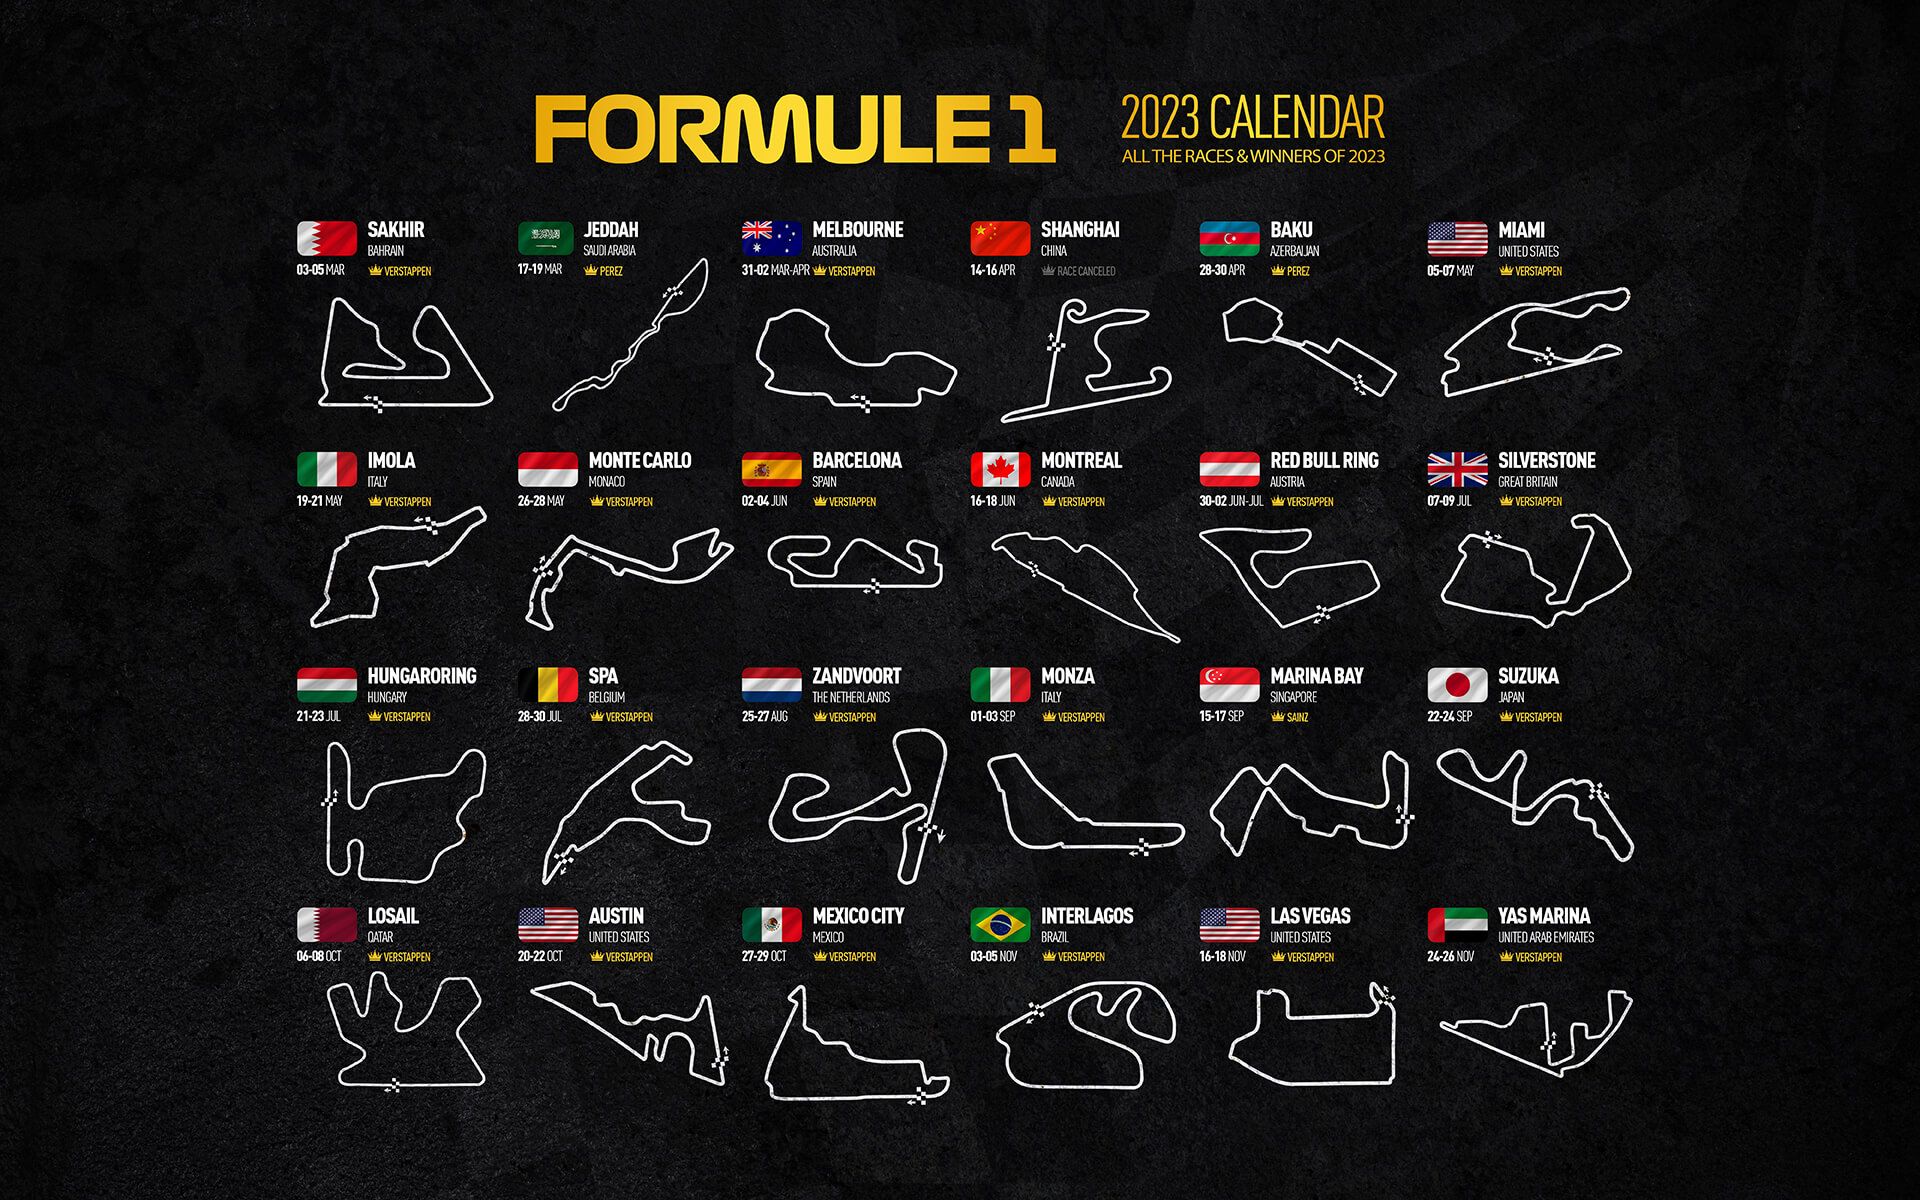 FORMULE 1
2023 CALENDAR
ALL THE RACES & WINNERS OF 2023
SAKHIR
BAHRAIN
03-05 MAR
VERSTAPPEN
JEDDAH
SAUDI ARABIA
17-19 MAR
PEREZ
MELBOURNE
AUSTRALIA
31-02 MAR-APR
VERSTAPPEN
SHANGHAI
CHINA
14-16 APR
RACE CANCELED
BAKU
AZERBAIJAN
28-30 APR
PEREZ
MIAMI
UNITED STATES
05-07 MAY
VERSTAPPEN
IMOLA
ITALY
19-21 MAY
VERSTAPPEN
MONTE CARLO
MONACO
26-28 MAY
VERSTAPPEN
BARCELONA
SPAIN
02-04 JUN
VERSTAPPEN
MONTREAL
CANADA
16-18 JUN
VERSTAPPEN
RED BULL RING
AUSTRIA
30-02 JUN-JUL
VERSTAPPEN
SILVERSTONE
GREAT BRITAIN
07-09 JUL
VERSTAPPEN
HUNGARORING
HUNGARY
21-23 JUL
VERSTAPPEN
SPA
BELGIUM
28-30 JUL
VERSTAPPEN
ZANDVOORT
THE NETHERLANDS
25-27 AUG
VERSTAPPEN
MONZA
ITALY
01-03 SEP
VERSTAPPEN
MARINA BAY
SINGAPORE
15-17 SEP
SAINZ
SUZUKA
JAPAN
22-24 SEP
VERSTAPPEN
LOSAIL
QATAR
06-08 OCT
VERSTAPPEN
AUSTIN
UNITED STATES
20-22 OCT
VERSTAPPEN
MEXICO CITY
MEXICO
27-29 OCT
VERSTAPPEN
INTERLAGOS
BRAZIL
03-05 NOV
VERSTAPPEN
LAS VEGAS
UNITED STATES
16-18 NOV
VERSTAPPEN
YAS MARINA
UNITED ARAB EMIRATES
24-26 NOV
VERSTAPPEN